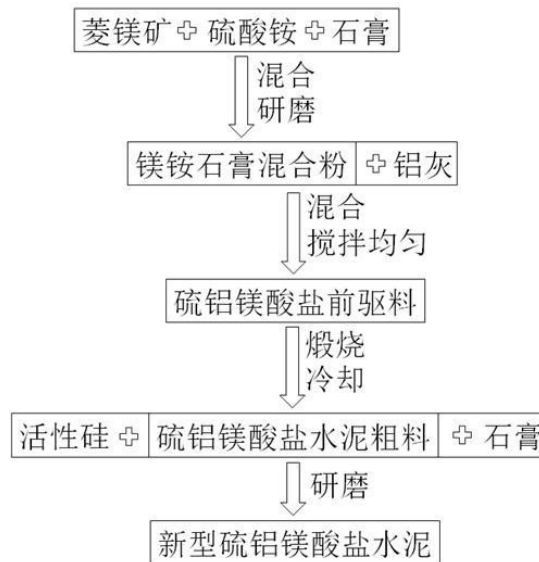 菱镁矿+硫酸铵+石膏
混合
研磨
镁铵石膏混合粉+铝灰
混合
搅拌均匀
硫铝镁酸盐前驱料
煅烧
冷却
活性硅+硫铝镁酸盐水泥粗料+石膏
研磨
新型硫铝镁酸盐水泥